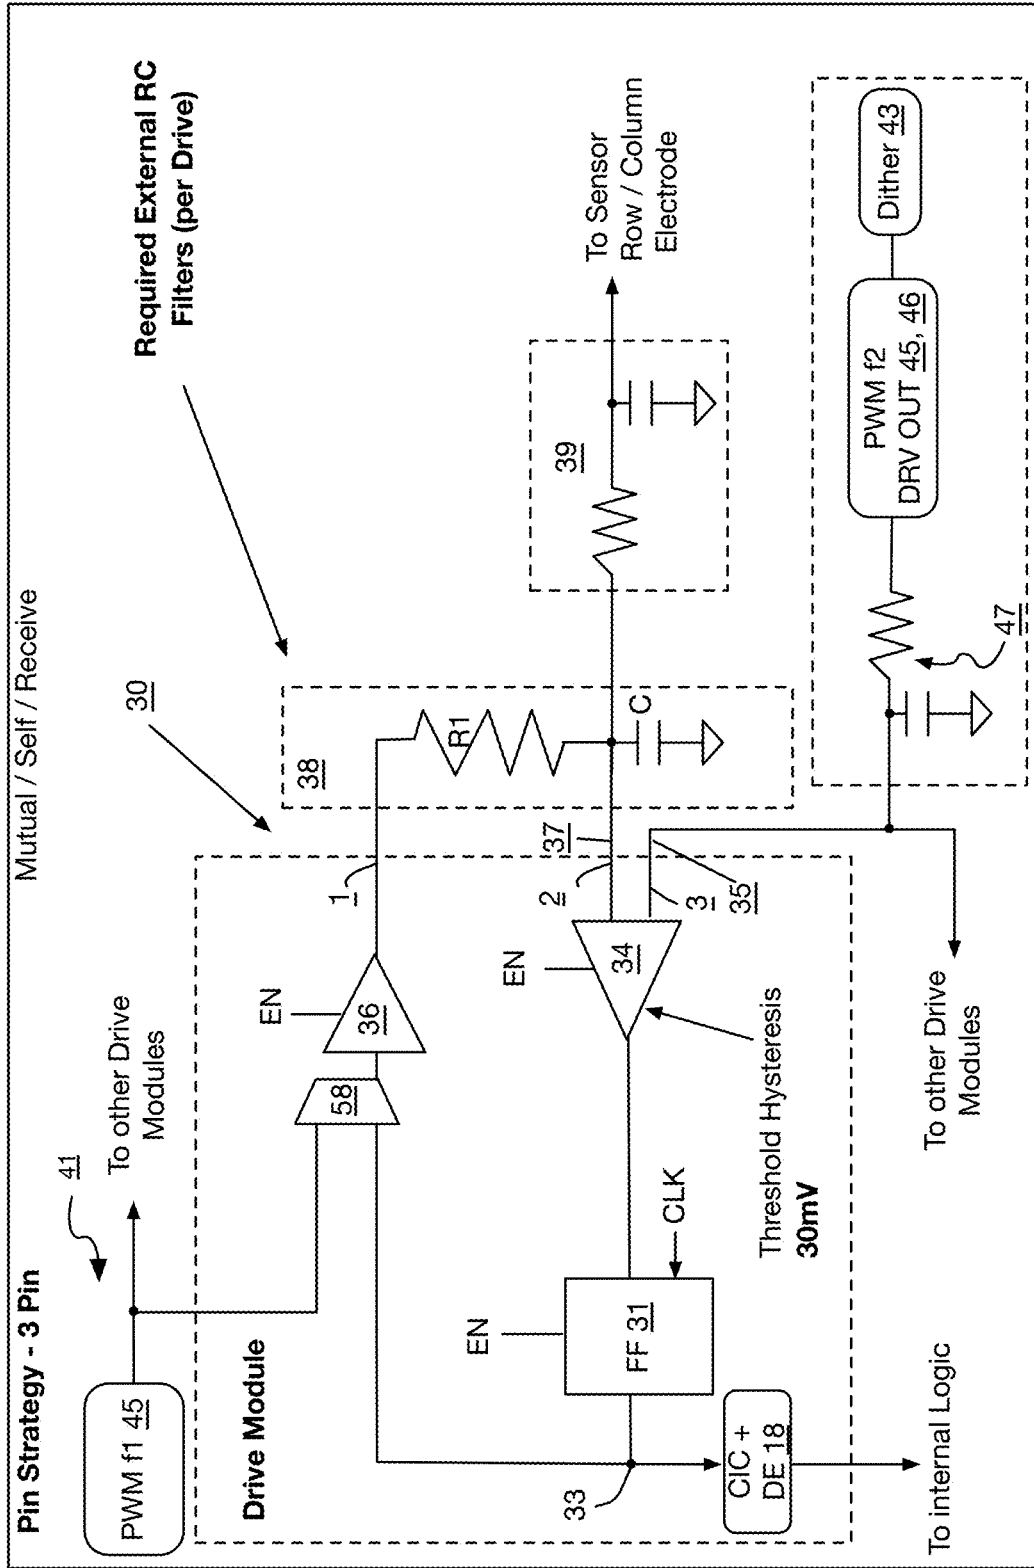 Pin Strategy - 3 Pin
Mutual / Self / Receive
PWM f1 45
41
To other Drive
Modules
30
Required External RC
Filters (per Drive)
Drive Module
58
EN
36
1
38
R1
C
39
To Sensor
Row / Column
Electrode
EN
FF 31
CLK
EN
34
2
37
3
35
33
CIC +
DE 18
To internal Logic
Threshold Hysteresis
30mV
To other Drive
Modules
47
PWM f2
DRV OUT 45, 46
Dither 43